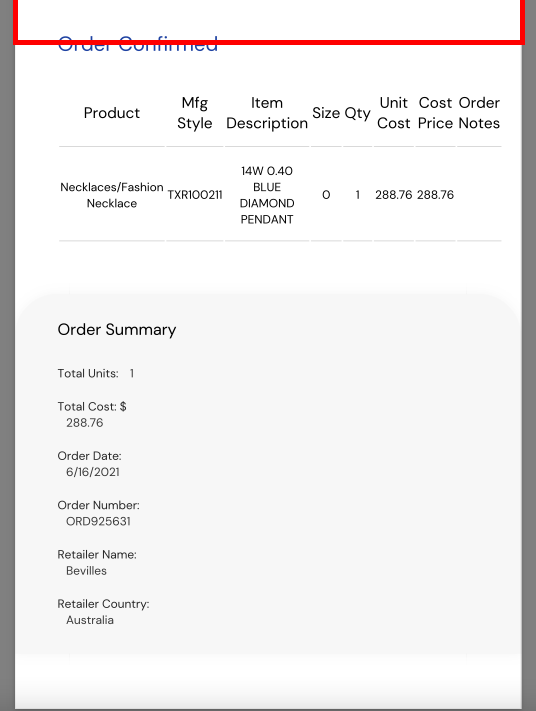 Order Confirmed
Product
Mfg
Style
Item
Description
Size
Qty
Unit
Cost
Cost
Price
Order
Notes
Necklaces/Fashion
Necklace
TXR100211
14W 0.40
BLUE
DIAMOND
PENDANT
0
1
288.76
288.76
Order Summary
Total Units: 1
Total Cost: $
288.76
Order Date:
6/16/2021
Order Number:
ORD925631
Retailer Name:
Bevilles
Retailer Country:
Australia